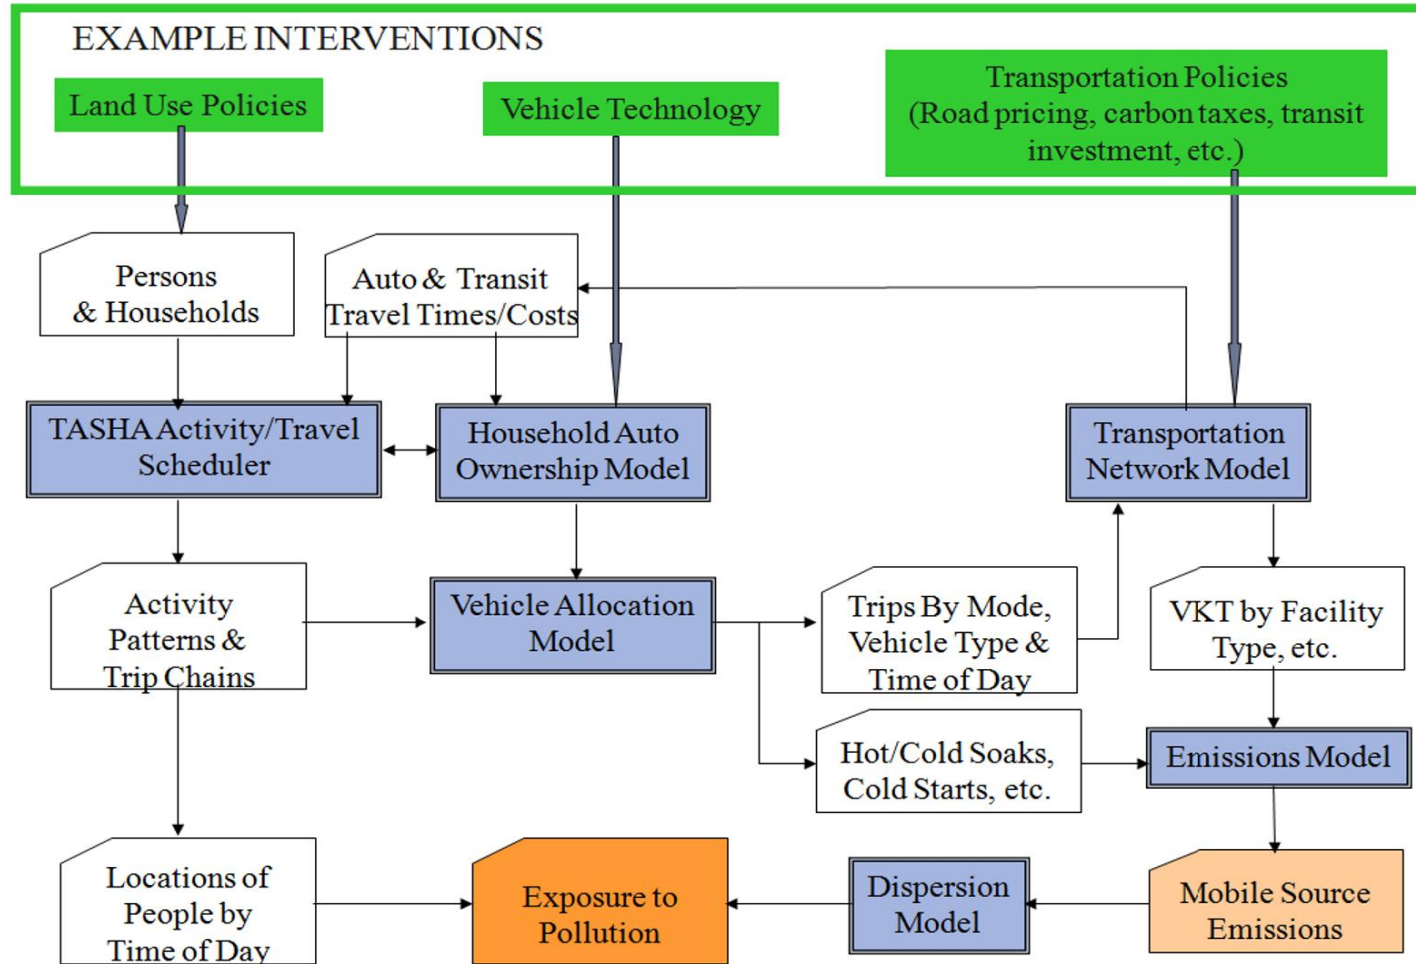 EXAMPLE INTERVENTIONS
Land Use Policies
Vehicle Technology
Transportation Policies
(Road pricing, carbon taxes, transit
investment, etc.)
Persons
& Households
Auto & Transit
Travel Times/Costs
TASHA Activity/Travel
Scheduler
Household Auto
Ownership Model
Transportation
Network Model
Activity
Patterns &
Trip Chains
Vehicle Allocation
Model
Trips By Mode,
Vehicle Type &
Time of Day
VKT by Facility
Type, etc.
Hot/Cold Soaks,
Cold Starts, etc.
Emissions Model
Locations of
People by
Time of Day
Exposure to
Pollution
Dispersion
Model
Mobile Source
Emissions